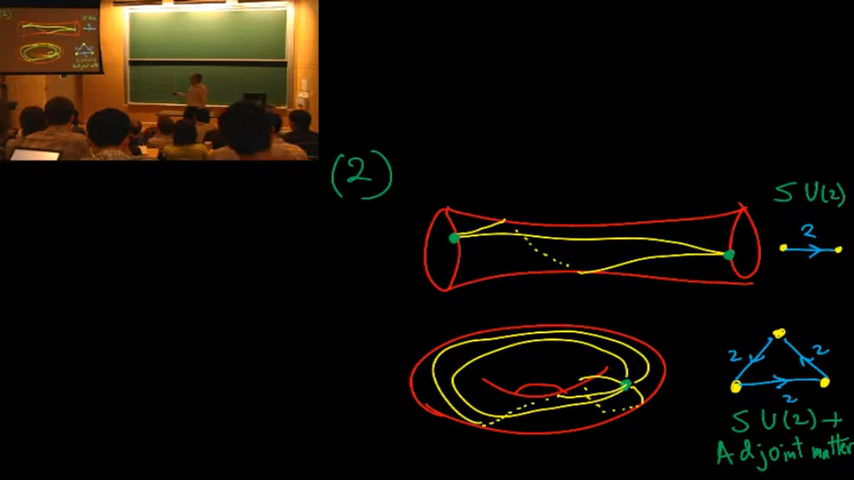 (2)
SU(2)
2
2 2
2
SU(2) +
Adjoint matter